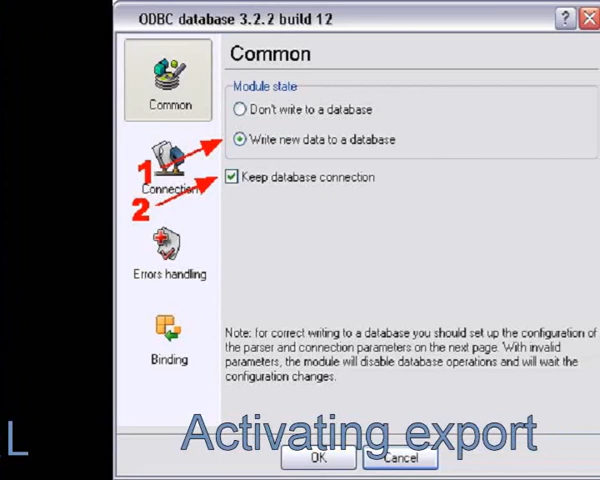 ODBC database 3.2.2 build 12
Common
Common
Module state
Don't write to a database
Write new data to a database
1
Connection
Keep database connection
2
Errors handling
Binding
Note: for correct writing to a database you should set up the configuration of
the parser and connection parameters on the next page. With invalid
parameters, the module will disable database operations and will wait the
configuration changes.
L
Activating export
OK
Cancel